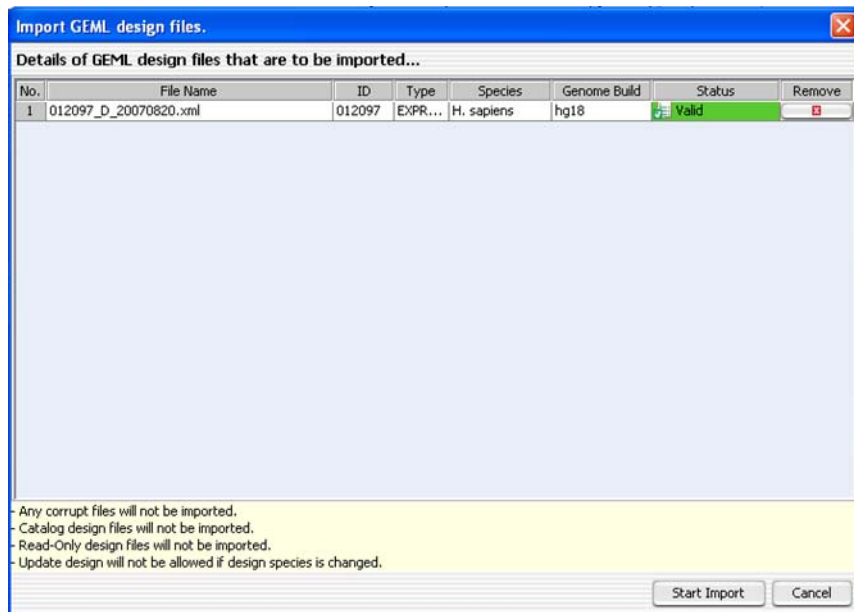 Import GEML design files.
Details of GEML design files that are to be imported...
No. File Name ID Type Species Genome Build Status Remove
1 012097_D_20070820.xml 012097 EXPR... H. sapiens hg18 Valid
- Any corrupt files will not be imported.
- Catalog design files will not be imported.
- Read-Only design files will not be imported.
- Update design will not be allowed if design species is changed.
Start Import Cancel